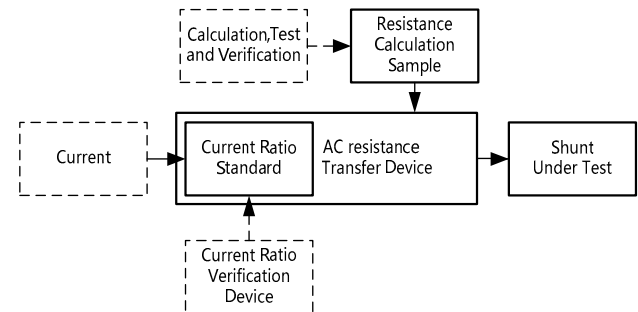 Calculation,Test
and Verification
Resistance
Calculation
Sample
Current
Current Ratio
Standard
AC resistance
Transfer Device
Shunt
Under Test
Current Ratio
Verification
Device